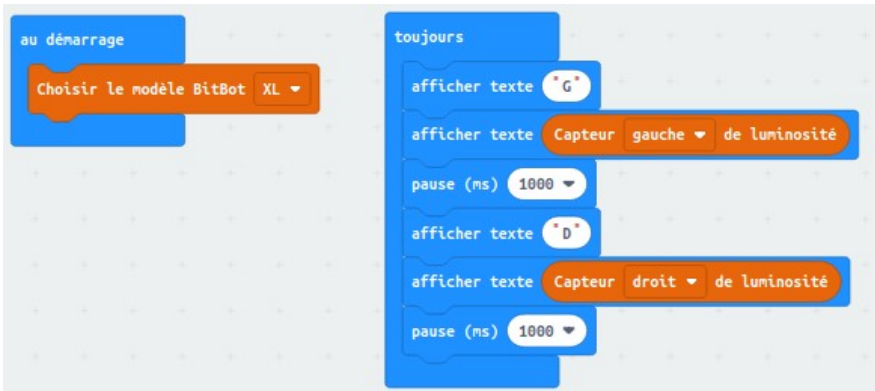 au démarrage
Choisir le modèle BitBot XL
toujours
afficher texte "G"
afficher texte Capteur gauche de luminosité
pause (ms) 1000
afficher texte "D"
afficher texte Capteur droit de luminosité
pause (ms) 1000